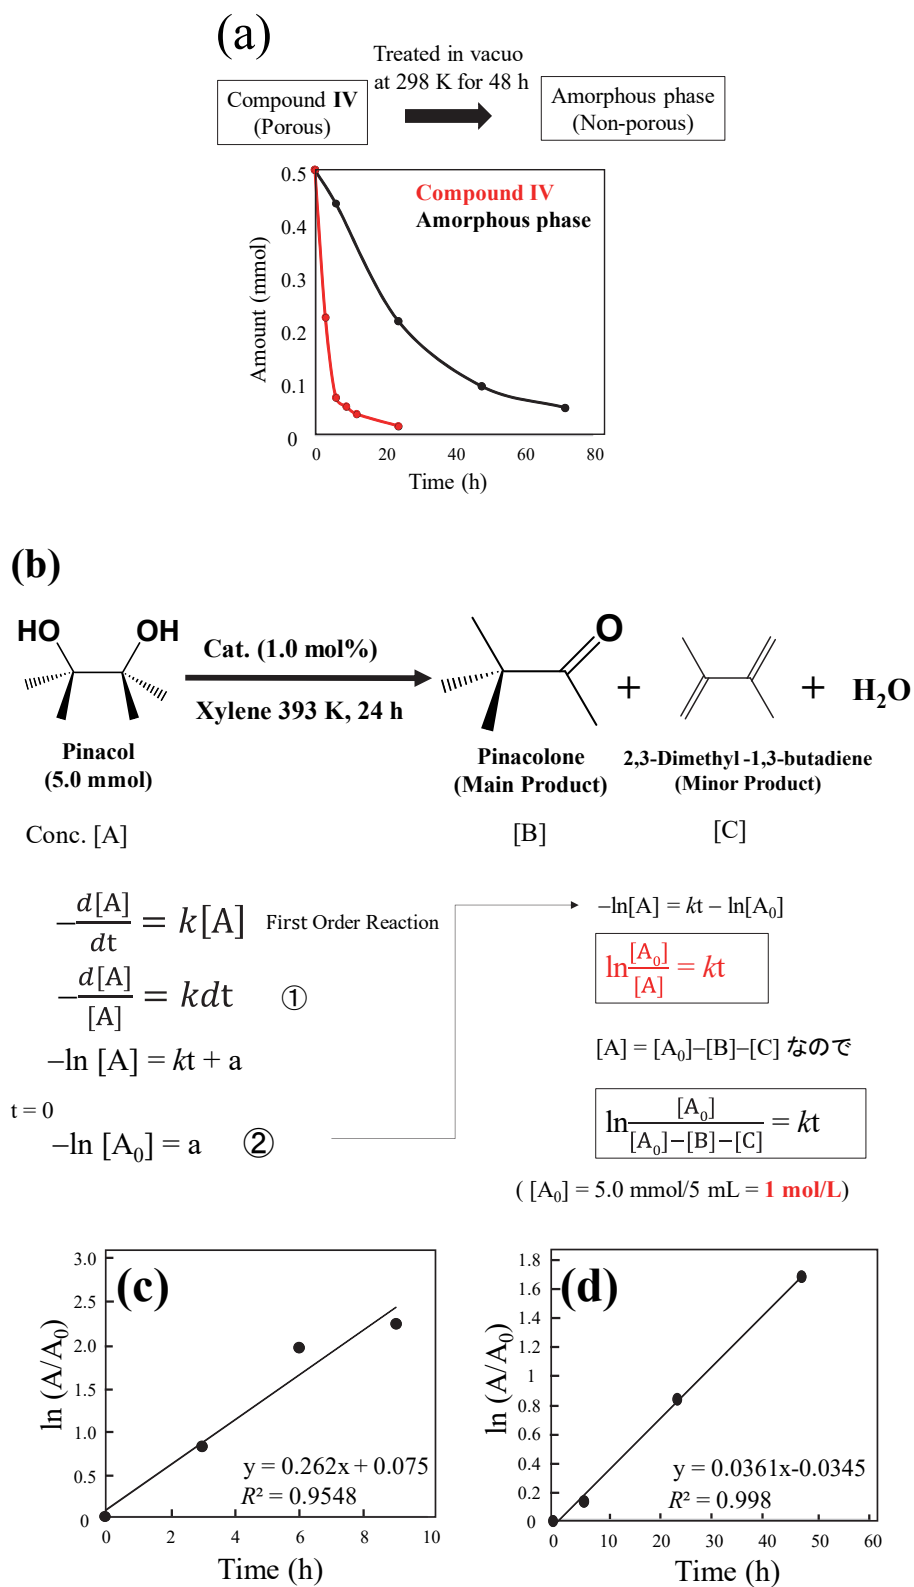 (a)
Treated in vacuo
at 298 K for 48 h
Compound IV
(Porous)
Amorphous phase
(Non-porous)
Compound IV
Amorphous phase
Amount (mmol)
0.5
0.4
0.3
0.2
0.1
0
0 20 40 60 80
Time (h)
(b)
HO OH
Cat. (1.0 mol%)
Xylene 393 K, 24 h
O
+ + H₂O
Pinacol
(5.0 mmol)
Pinacolone
(Main Product)
2,3-Dimethyl -1,3-butadiene
(Minor Product)
Conc. [A]
[B]
[C]
−d[A]/dt = k[A] First Order Reaction
−d[A]/[A] = kdt ①
−ln [A] = kt + a
t = 0
−ln [A₀] = a ②
−ln[A] = kt − ln[A₀]
ln[A₀]/[A] = kt
[A] = [A₀]−[B]−[C] なので
ln[A₀]/[A₀]−[B]−[C] = kt
( [A₀] = 5.0 mmol/5 mL = 1 mol/L)
(c)
ln (A/A₀)
3.0
2.5
2.0
1.5
1.0
0.5
0
y = 0.262x + 0.075
R² = 0.9548
0 2 4 6 8 10
Time (h)
(d)
ln (A/A₀)
1.8
1.6
1.4
1.2
1
0.8
0.6
0.4
0.2
0
y = 0.0361x-0.0345
R² = 0.998
0 10 20 30 40 50 60
Time (h)